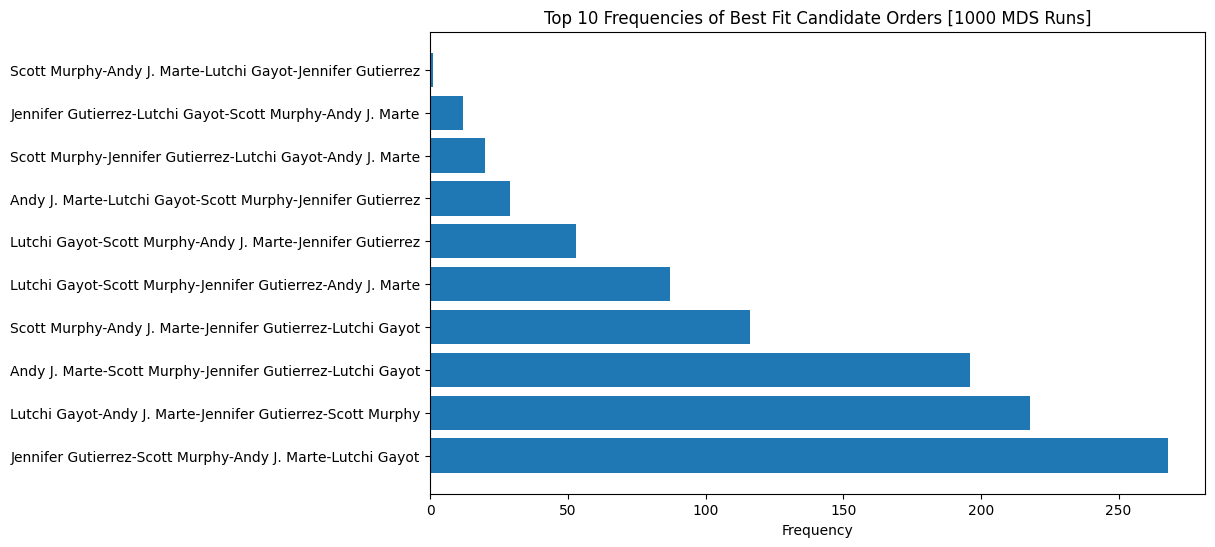 Top 10 Frequencies of Best Fit Candidate Orders [1000 MDS Runs]
Scott Murphy-Andy J. Marte-Lutchi Gayot-Jennifer Gutierrez
Jennifer Gutierrez-Lutchi Gayot-Scott Murphy-Andy J. Marte
Scott Murphy-Jennifer Gutierrez-Lutchi Gayot-Andy J. Marte
Andy J. Marte-Lutchi Gayot-Scott Murphy-Jennifer Gutierrez
Lutchi Gayot-Scott Murphy-Andy J. Marte-Jennifer Gutierrez
Lutchi Gayot-Scott Murphy-Jennifer Gutierrez-Andy J. Marte
Scott Murphy-Andy J. Marte-Jennifer Gutierrez-Lutchi Gayot
Andy J. Marte-Scott Murphy-Jennifer Gutierrez-Lutchi Gayot
Lutchi Gayot-Andy J. Marte-Jennifer Gutierrez-Scott Murphy
Jennifer Gutierrez-Scott Murphy-Andy J. Marte-Lutchi Gayot
0 50 100 150 200 250
Frequency